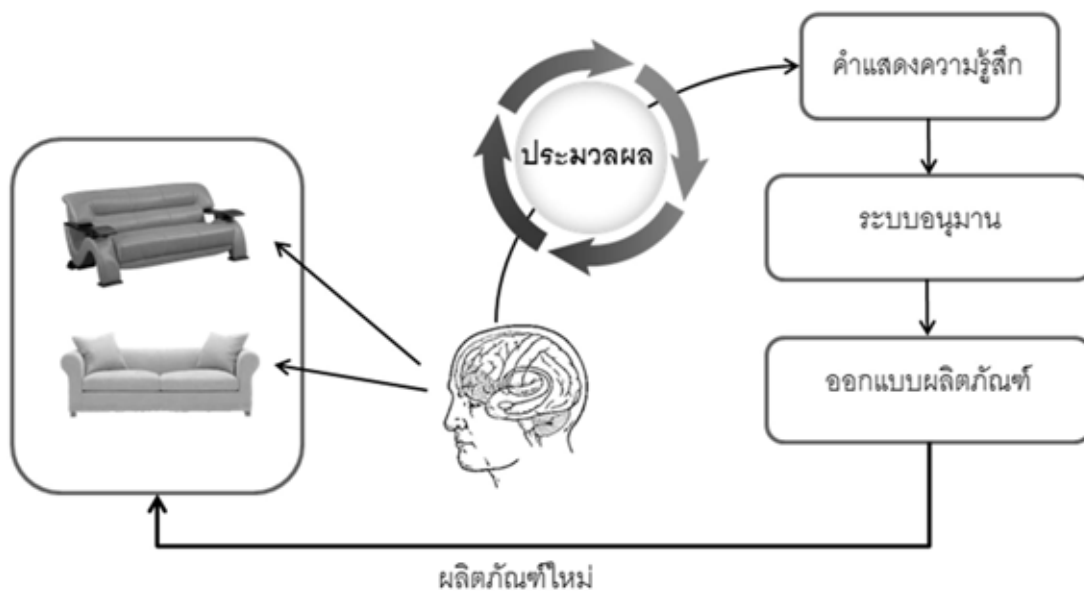 คำแสดงความรู้สึก
ประมวลผล
ระบบอนุมาน
ออกแบบผลิตภัณฑ์
ผลิตภัณฑ์ใหม่